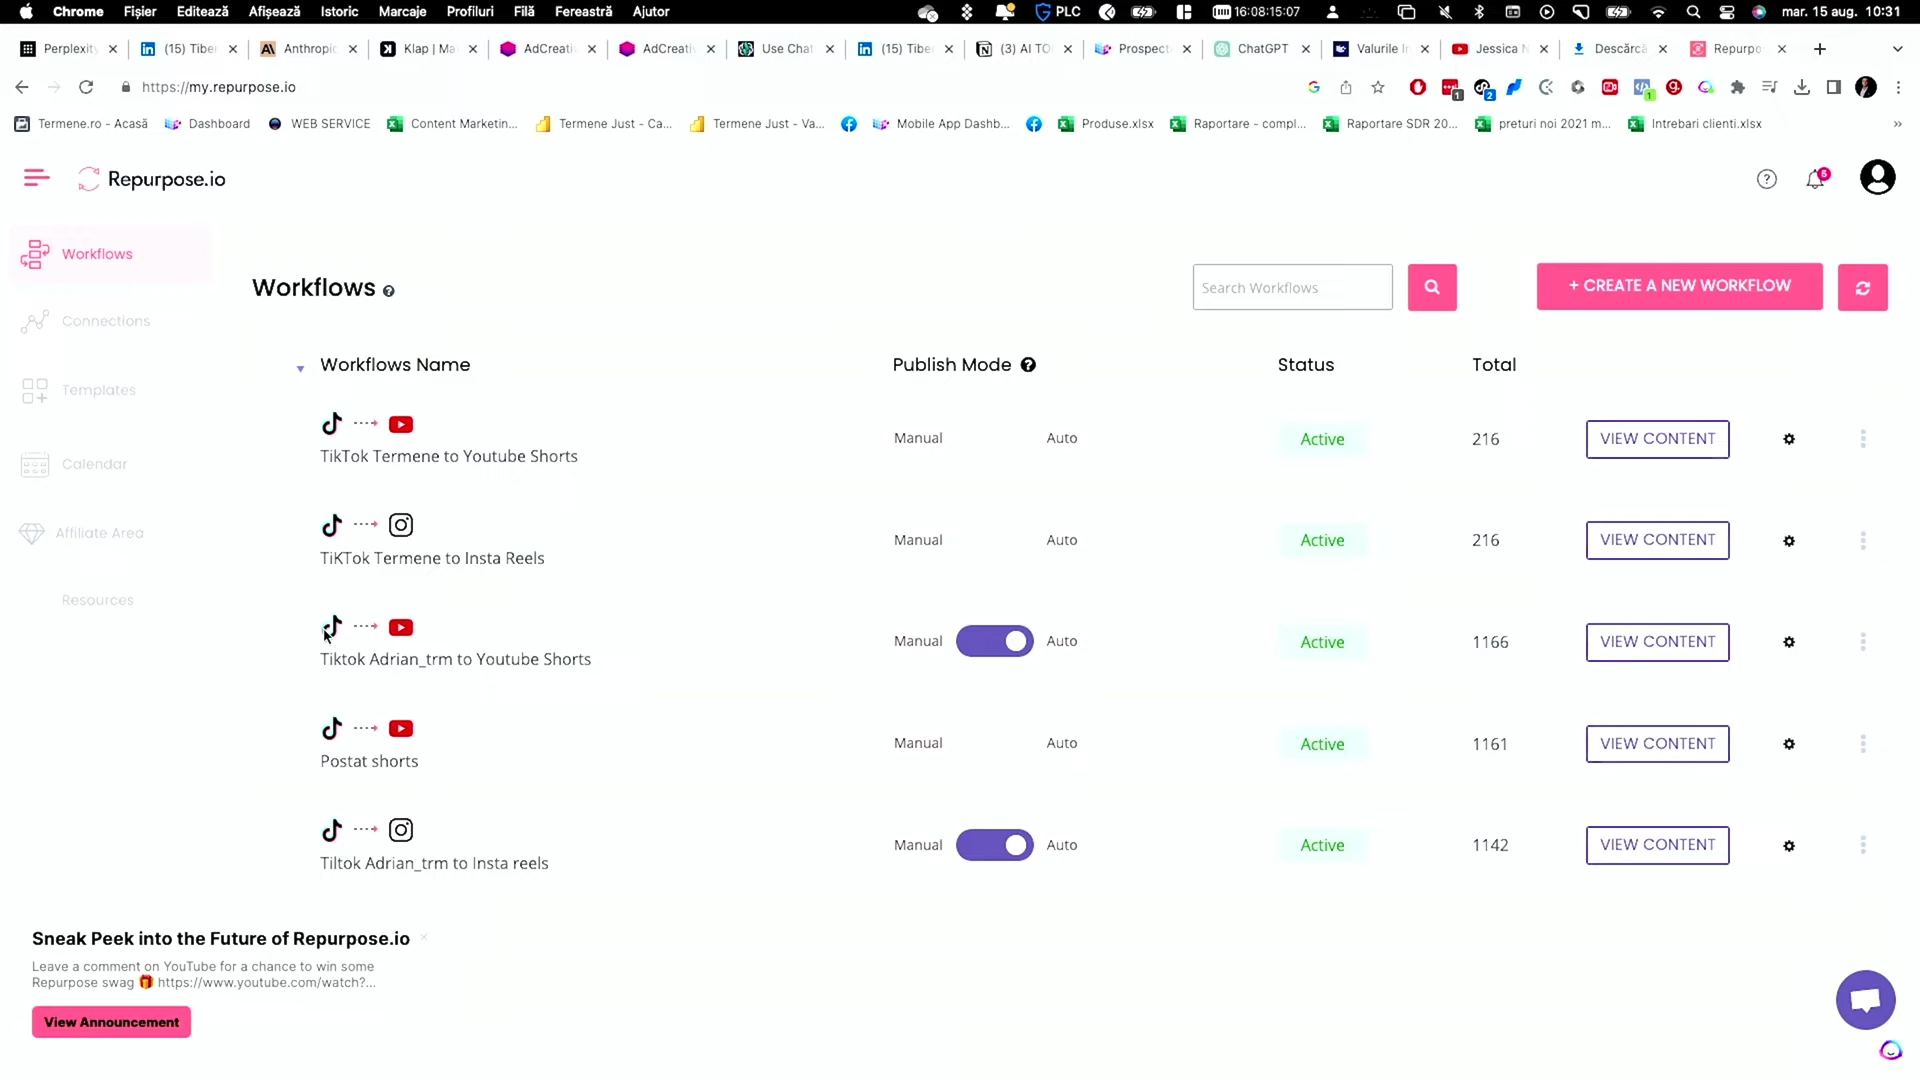 Chrome Fișier Editează Afișează Istoric Marcaje Profiluri Filă Fereastră Ajutor PLC 16:08:15:07 mar. 15 aug. 10:31
Perplexity (15) Tibe Anthropic Klap | Ma AdCreati AdCreati Use Chat (15) Tibe (3) AI TO Prospect ChatGPT Valurile In Jessica N Descărcă Repurpo
https://my.repurpose.io 1 2 1
Termene.ro - Acasă Dashboard WEB SERVICE Content Marketin... Termene Just - Ca... Termene Just - Va... Mobile App Dashb... Produse.xlsx Raportare - compl... Raportare SDR 20... preturi noi 2021 m... Intrebari clienti.xlsx »
Repurpose.io 5
Workflows
Connections
Templates
Calendar
Affiliate Area
Resources
Workflows
Search Workflows
+ CREATE A NEW WORKFLOW
Workflows Name Publish Mode Status Total
TikTok Termene to Youtube Shorts Manual Auto Active 216 VIEW CONTENT
TiKTok Termene to Insta Reels Manual Auto Active 216 VIEW CONTENT
Tiktok Adrian_trm to Youtube Shorts Manual Auto Active 1166 VIEW CONTENT
Postat shorts Manual Auto Active 1161 VIEW CONTENT
Tiltok Adrian_trm to Insta reels Manual Auto Active 1142 VIEW CONTENT
Sneak Peek into the Future of Repurpose.io
Leave a comment on YouTube for a chance to win some
Repurpose swag 🎁 https://www.youtube.com/watch?...
View Announcement